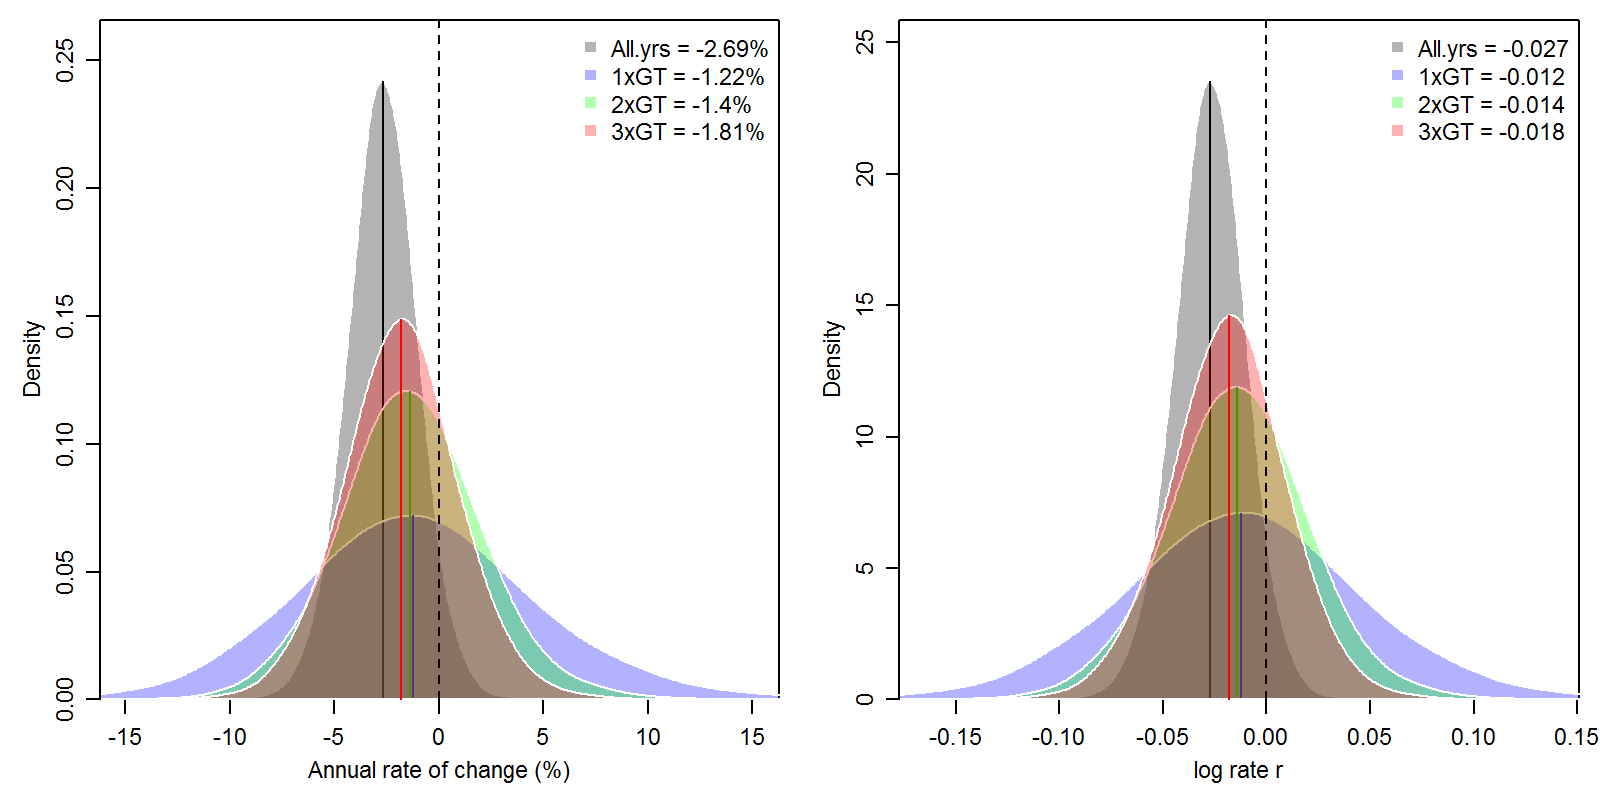 All.yrs = -2.69%
1xGT = -1.22%
2xGT = -1.4%
3xGT = -1.81%
0.25
0.20
0.15
0.10
0.05
0.00
Density
-15 -10 -5 0 5 10 15
Annual rate of change (%)
All.yrs = -0.027
1xGT = -0.012
2xGT = -0.014
3xGT = -0.018
25
20
15
10
5
0
Density
-0.15 -0.10 -0.05 0.00 0.05 0.10 0.15
log rate r